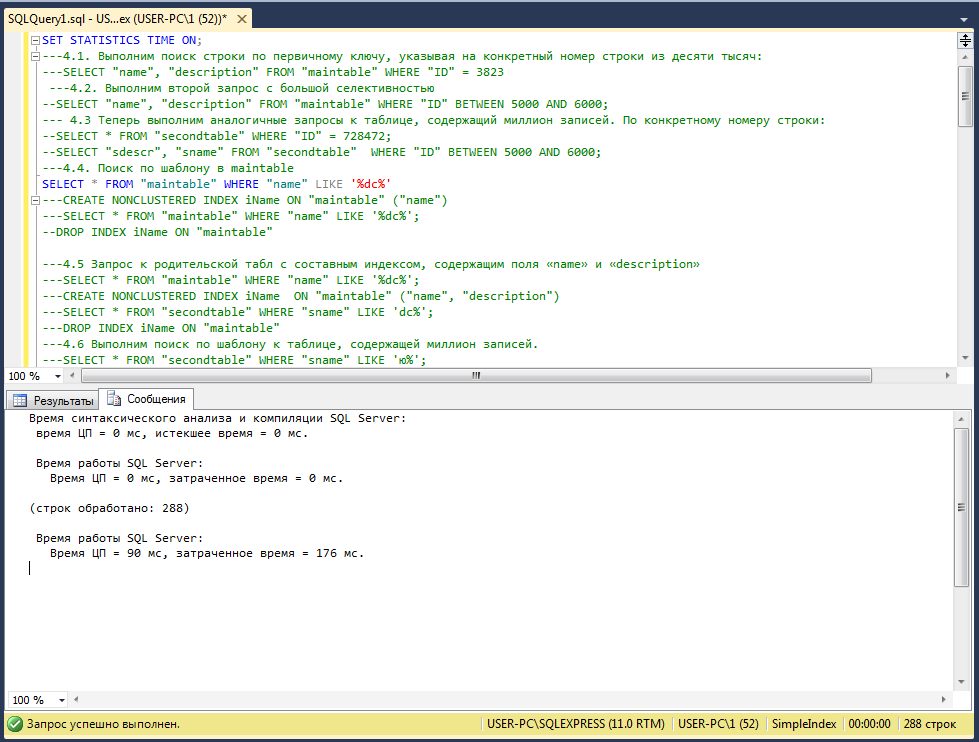 SQLQuery1.sql - US...ex (USER-PC\1 (52))*
SET STATISTICS TIME ON;
---4.1. Выполним поиск строки по первичному ключу, указывая на конкретный номер строки из десяти тысяч:
---SELECT "name", "description" FROM "maintable" WHERE "ID" = 3823
---4.2. Выполним второй запрос с большой селективностью
--SELECT "name", "description" FROM "maintable" WHERE "ID" BETWEEN 5000 AND 6000;
--- 4.3 Теперь выполним аналогичные запросы к таблице, содержащий миллион записей. По конкретному номеру строки:
--SELECT * FROM "secondtable" WHERE "ID" = 728472;
--SELECT "sdescr", "sname" FROM "secondtable"  WHERE "ID" BETWEEN 5000 AND 6000;
---4.4. Поиск по шаблону в maintable
SELECT * FROM "maintable" WHERE "name" LIKE '%dc%'
---CREATE NONCLUSTERED INDEX iName ON "maintable" ("name")
---SELECT * FROM "maintable" WHERE "name" LIKE '%dc%';
--DROP INDEX iName ON "maintable"
---4.5 Запрос к родительской табл с составным индексом, содержащим поля «name» и «description»
---SELECT * FROM "maintable" WHERE "name" LIKE '%dc%';
---CREATE NONCLUSTERED INDEX iName  ON "maintable" ("name", "description")
---SELECT * FROM "secondtable" WHERE "sname" LIKE 'dc%';
---DROP INDEX iName ON "maintable"
---4.6 Выполним поиск по шаблону к таблице, содержащей миллион записей.
---SELECT * FROM "secondtable" WHERE "sname" LIKE 'ю%';
100 %
Результаты Сообщения
Время синтаксического анализа и компиляции SQL Server:
время ЦП = 0 мс, истекшее время = 0 мс.
Время работы SQL Server:
Время ЦП = 0 мс, затраченное время = 0 мс.
(строк обработано: 288)
Время работы SQL Server:
Время ЦП = 90 мс, затраченное время = 176 мс.
100 %
Запрос успешно выполнен. USER-PC\SQLEXPRESS (11.0 RTM) USER-PC\1 (52) SimpleIndex 00:00:00 288 строк